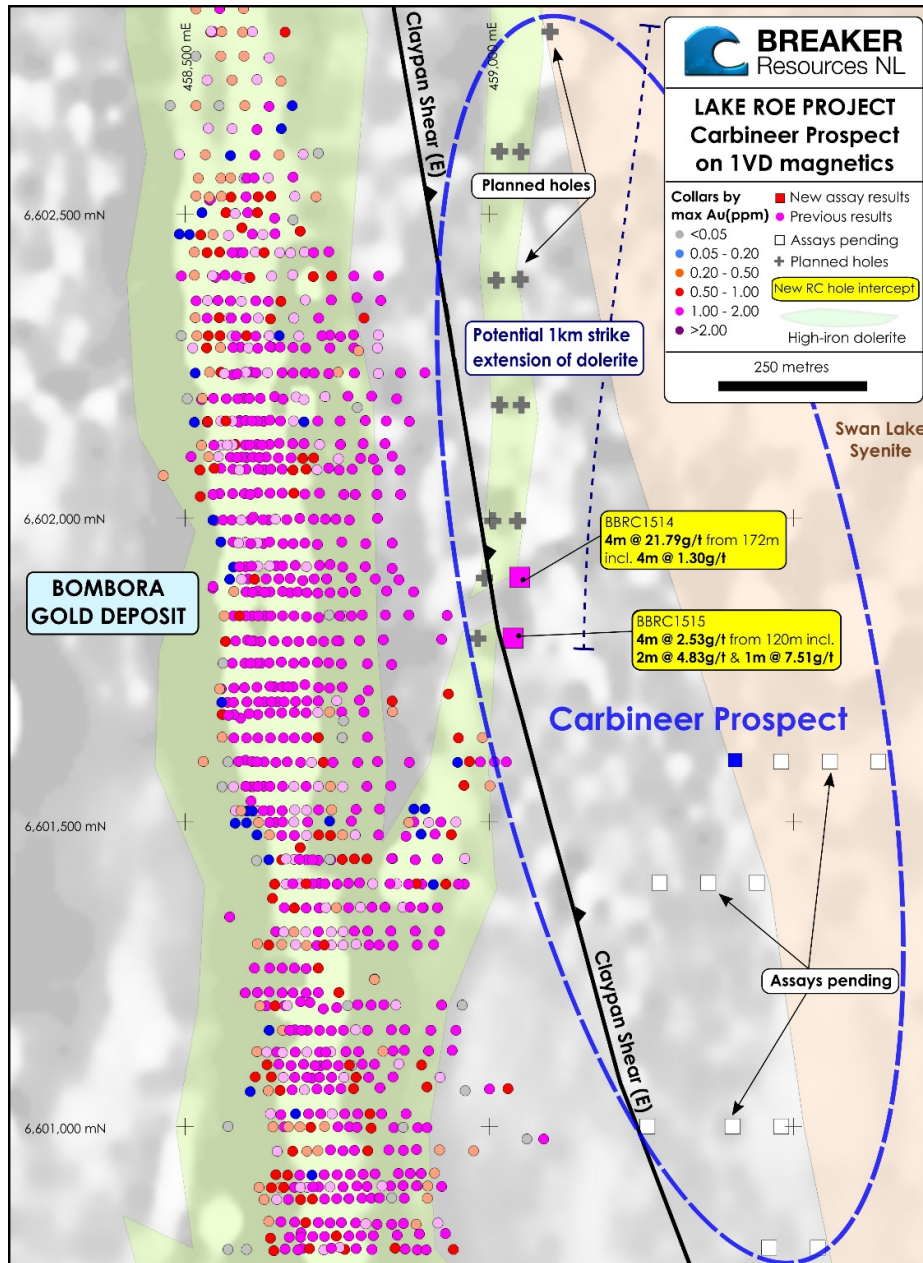 458,500 mE
459,000 mE
Claypan Shear (E)
BREAKER
Resources NL
LAKE ROE PROJECT
Carbineer Prospect
on 1VD magnetics
Collars by
max Au(ppm)
<0.05
0.05 - 0.20
0.20 - 0.50
0.50 - 1.00
1.00 - 2.00
>2.00
New assay results
Previous results
Assays pending
Planned holes
New RC hole intercept
High-iron dolerite
250 metres
Planned holes
6,602,500 mN
Potential 1km strike
extension of dolerite
Swan Lake
Syenite
6,602,000 mN
BBRC1514
4m @ 21.79g/t from 172m
incl. 4m @ 1.30g/t
BOMBORA
GOLD DEPOSIT
BBRC1515
4m @ 2.53g/t from 120m incl.
2m @ 4.83g/t & 1m @ 7.51g/t
Carbineer Prospect
6,601,500 mN
Assays pending
Claypan Shear (E)
6,601,000 mN